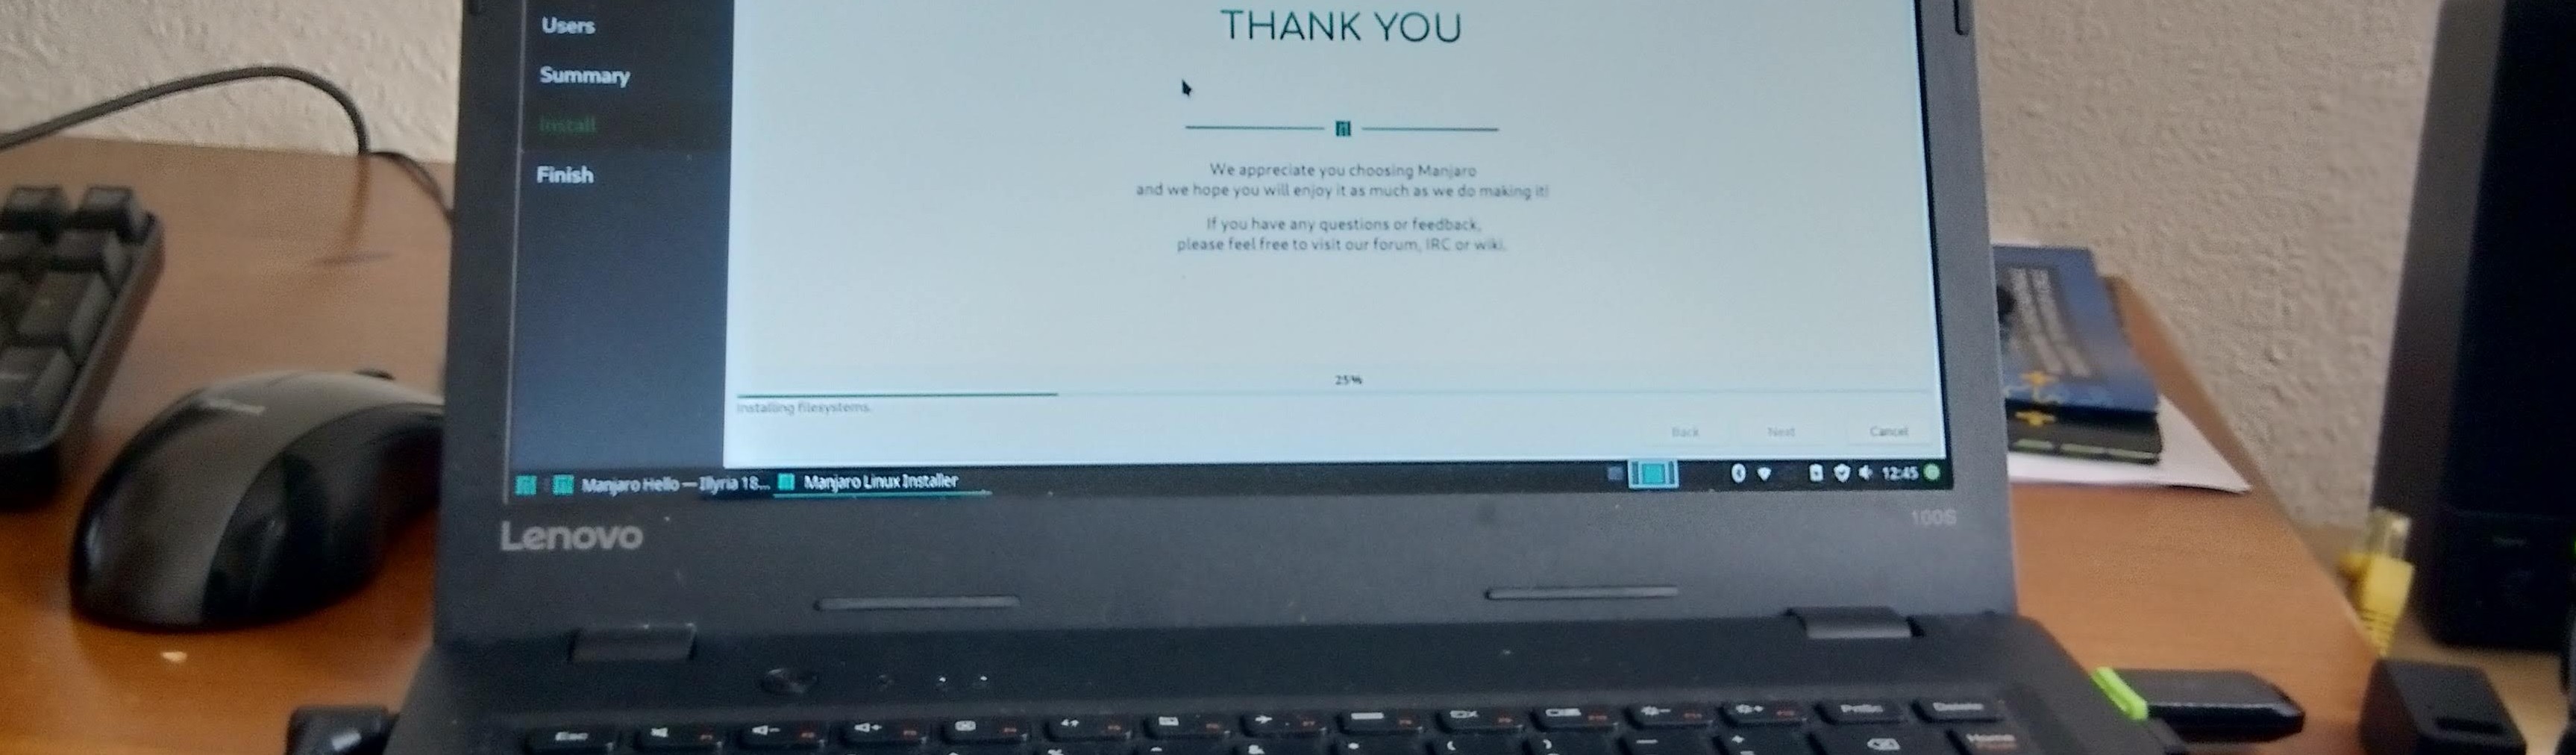 Users
Summary
Install
Finish
THANK YOU
We appreciate you choosing Manjaro
and we hope you will enjoy it as much as we do making it!
If you have any questions or feedback,
please feel free to visit our forum, IRC or wiki.
25%
Installing filesystems.
Back
Next
Cancel
Manjaro Hello — Illyria 18...
Manjaro Linux Installer
12:45
Lenovo
100S
Esc
PrtSc
Delete
Home